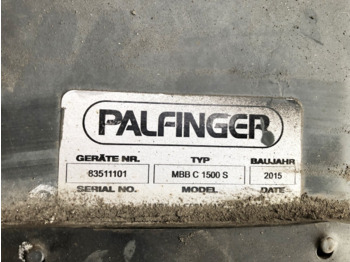 PALFINGER
GERÄTE NR. TYP BAUJAHR
83511101 MBB C 1500 S 2015
SERIAL NO. MODEL DATE